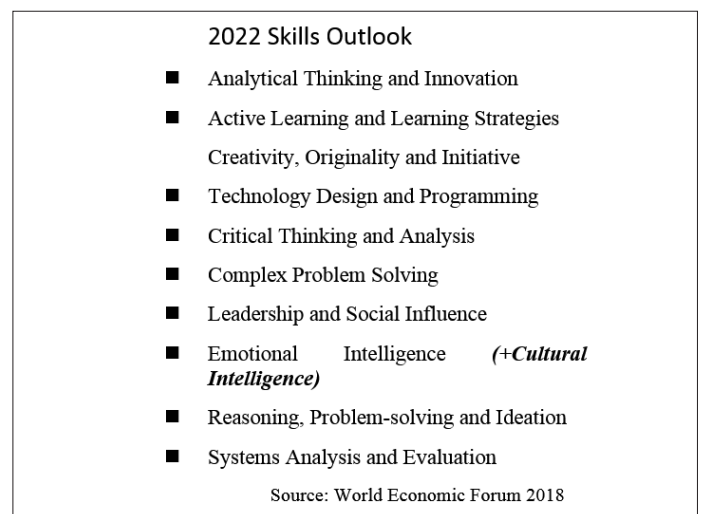 2022 Skills Outlook
■ Analytical Thinking and Innovation
■ Active Learning and Learning Strategies
Creativity, Originality and Initiative
■ Technology Design and Programming
■ Critical Thinking and Analysis
■ Complex Problem Solving
■ Leadership and Social Influence
■ Emotional Intelligence (+Cultural
Intelligence)
■ Reasoning, Problem-solving and Ideation
■ Systems Analysis and Evaluation
Source: World Economic Forum 2018